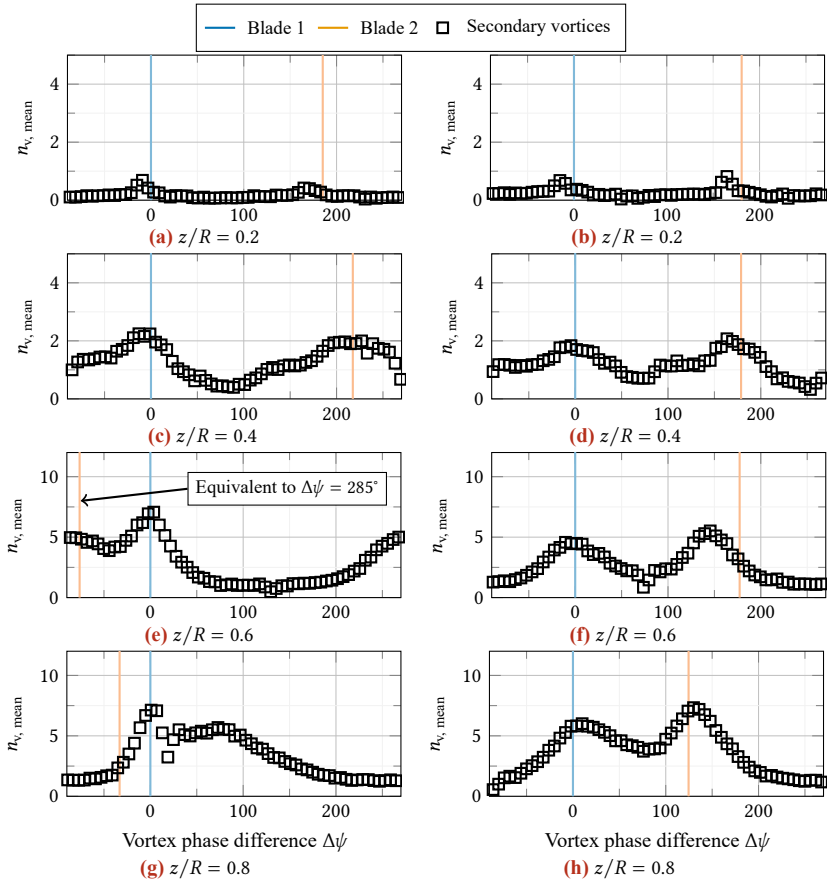 Blade 1 Blade 2 Secondary vortices
4
2
0
n_v, mean
0 100 200
(a) z/R = 0.2
4
2
0
n_v, mean
0 100 200
(b) z/R = 0.2
4
2
0
n_v, mean
0 100 200
(c) z/R = 0.4
4
2
0
n_v, mean
0 100 200
(d) z/R = 0.4
10
5
0
n_v, mean
Equivalent to Δψ = 285°
0 100 200
(e) z/R = 0.6
10
5
0
n_v, mean
0 100 200
(f) z/R = 0.6
10
5
0
n_v, mean
0 100 200
Vortex phase difference Δψ
(g) z/R = 0.8
10
5
0
n_v, mean
0 100 200
Vortex phase difference Δψ
(h) z/R = 0.8